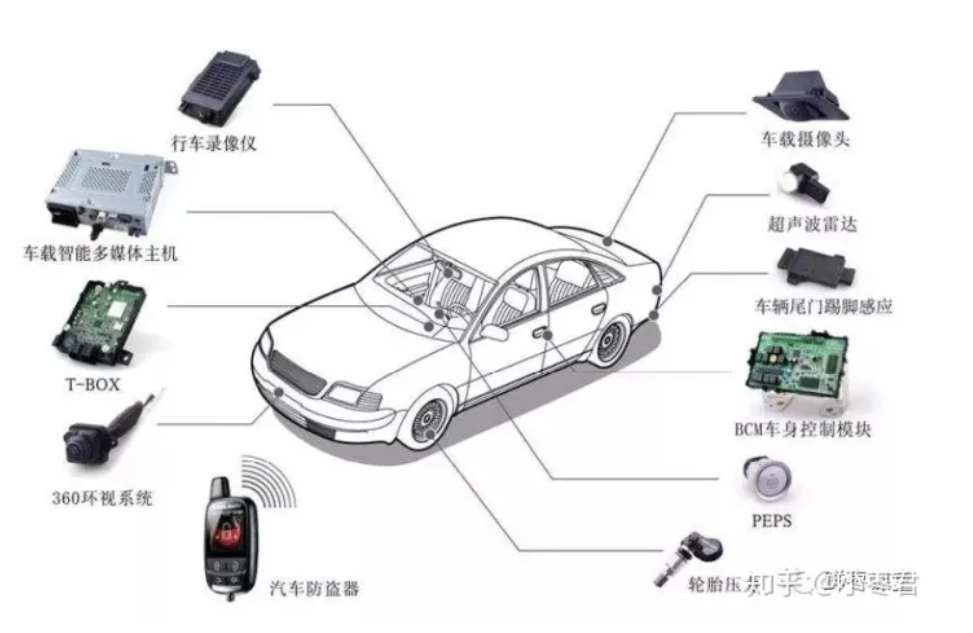 行车录像仪
车载摄像头
车载智能多媒体主机
超声波雷达
车辆尾门踢脚感应
T-BOX
BCM车身控制模块
360环视系统
PEPS
汽车防盗器
轮胎压
知乎
枣君